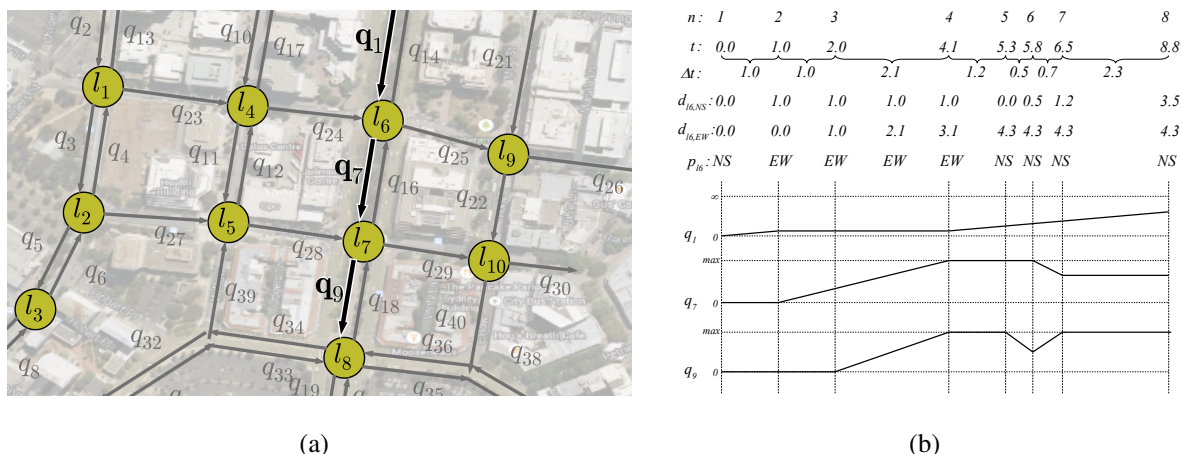 q2
q13
q10
q17
q1
q14
q21
l1
q23
l4
q24
l6
q25
l9
q26
q3
q4
q11
q12
q7
q16
q22
l2
q27
l5
q28
l7
q29
l10
q30
q5
q6
q39
q9
q18
q40
l3
q32
q34
q33
l8
q36
q38
q8
q19
q35
(a)
n: 1 2 3 4 5 6 7 8
t: 0.0 1.0 2.0 4.1 5.3 5.8 6.5 8.8
Δt: 1.0 1.0 2.1 1.2 0.5 0.7 2.3
d l6,NS: 0.0 1.0 1.0 1.0 1.0 0.0 0.5 1.2 3.5
d l6,EW: 0.0 0.0 1.0 2.1 3.1 4.3 4.3 4.3 4.3
p l6: NS EW EW EW EW NS NS NS NS
∞
q1 0
max
q7 0
max
q9 0
(b)